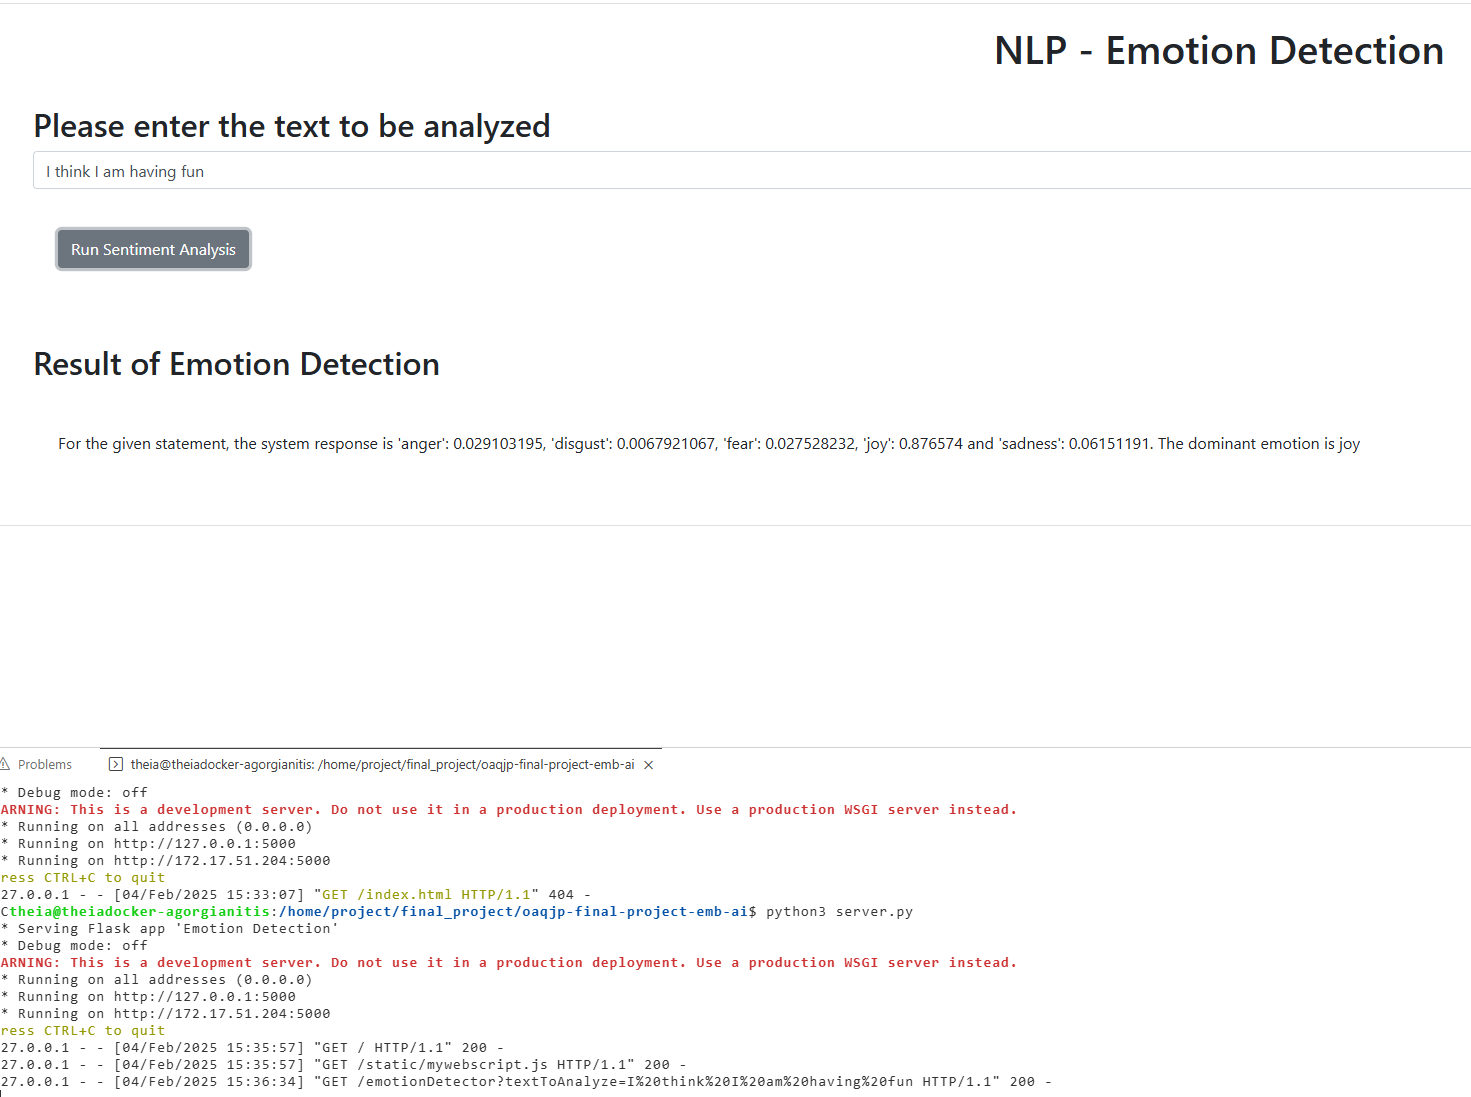 NLP - Emotion Detection
Please enter the text to be analyzed
I think I am having fun
Run Sentiment Analysis
Result of Emotion Detection
For the given statement, the system response is 'anger': 0.029103195, 'disgust': 0.0067921067, 'fear': 0.027528232, 'joy': 0.876574 and 'sadness': 0.06151191. The dominant emotion is joy
Problems
theia@theiadocker-agorgianitis: /home/project/final_project/oaqjp-final-project-emb-ai ×
* Debug mode: off
ARNING: This is a development server. Do not use it in a production deployment. Use a production WSGI server instead.
* Running on all addresses (0.0.0.0)
* Running on http://127.0.0.1:5000
* Running on http://172.17.51.204:5000
ress CTRL+C to quit
27.0.0.1 - - [04/Feb/2025 15:33:07] "GET /index.html HTTP/1.1" 404 -
Ctheia@theiadocker-agorgianitis:/home/project/final_project/oaqjp-final-project-emb-ai$ python3 server.py
* Serving Flask app 'Emotion Detection'
* Debug mode: off
ARNING: This is a development server. Do not use it in a production deployment. Use a production WSGI server instead.
* Running on all addresses (0.0.0.0)
* Running on http://127.0.0.1:5000
* Running on http://172.17.51.204:5000
ress CTRL+C to quit
27.0.0.1 - - [04/Feb/2025 15:35:57] "GET / HTTP/1.1" 200 -
27.0.0.1 - - [04/Feb/2025 15:35:57] "GET /static/mywebscript.js HTTP/1.1" 200 -
27.0.0.1 - - [04/Feb/2025 15:36:34] "GET /emotionDetector?textToAnalyze=I%20think%20I%20am%20having%20fun HTTP/1.1" 200 -